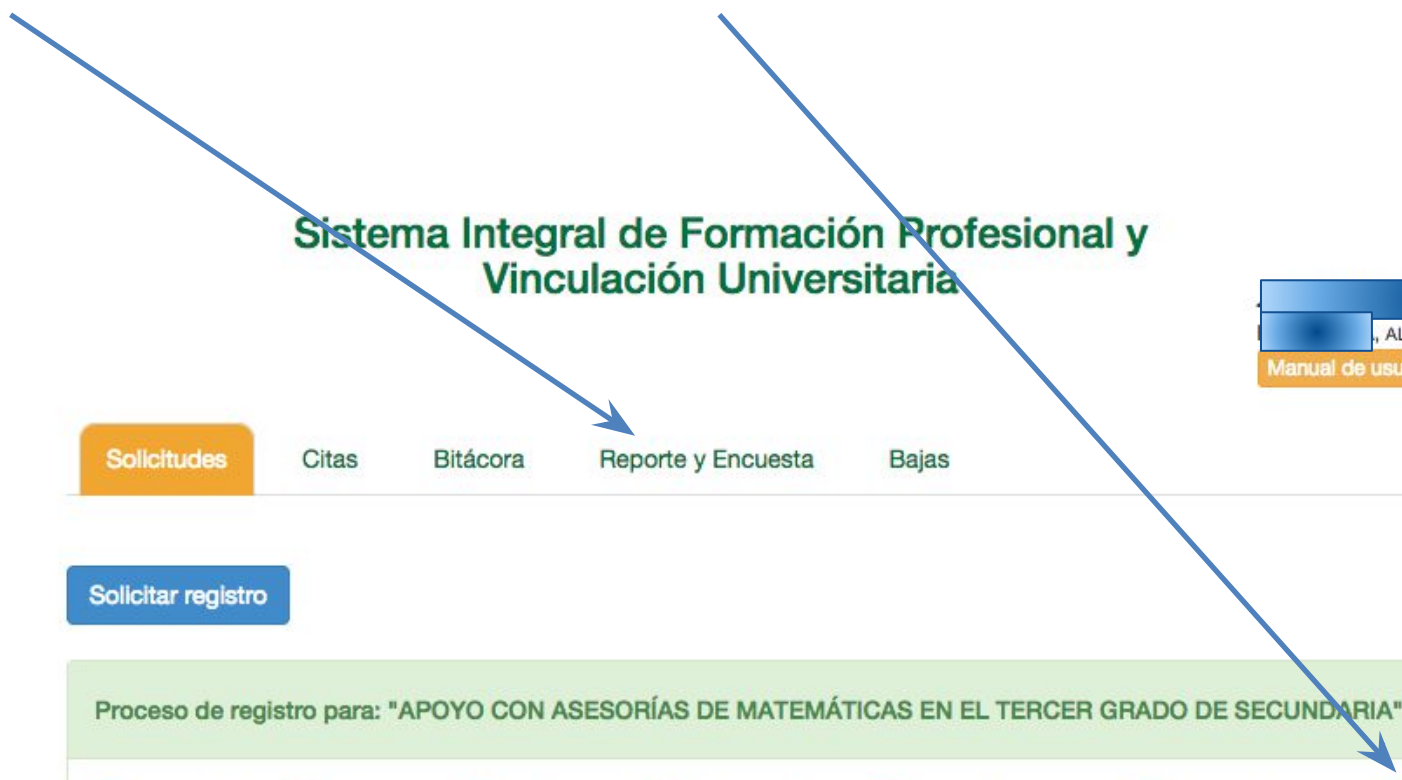 Sistema Integral de Formación Profesional y
Vinculación Universitaria
, AL
Manual de usu
Solicitudes Citas Bitácora Reporte y Encuesta Bajas
Solicitar registro
Proceso de registro para: "APOYO CON ASESORÍAS DE MATEMÁTICAS EN EL TERCER GRADO DE SECUNDARIA"